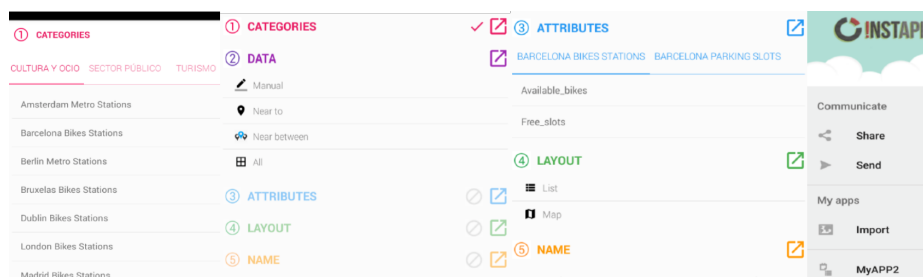 ① CATEGORIES
CULTURA Y OCIO SECTOR PÚBLICO TURISMO
Amsterdam Metro Stations
Barcelona Bikes Stations
Berlin Metro Stations
Bruxelas Bikes Stations
Dublin Bikes Stations
London Bikes Stations
Madrid Bikes Stations
① CATEGORIES
② DATA
Manual
Near to
Near between
All
③ ATTRIBUTES
④ LAYOUT
⑤ NAME
③ ATTRIBUTES
BARCELONA BIKES STATIONS BARCELONA PARKING SLOTS
Available_bikes
Free_slots
④ LAYOUT
List
Map
⑤ NAME
INSTAP
Communicate
Share
Send
My apps
Import
MyAPP2